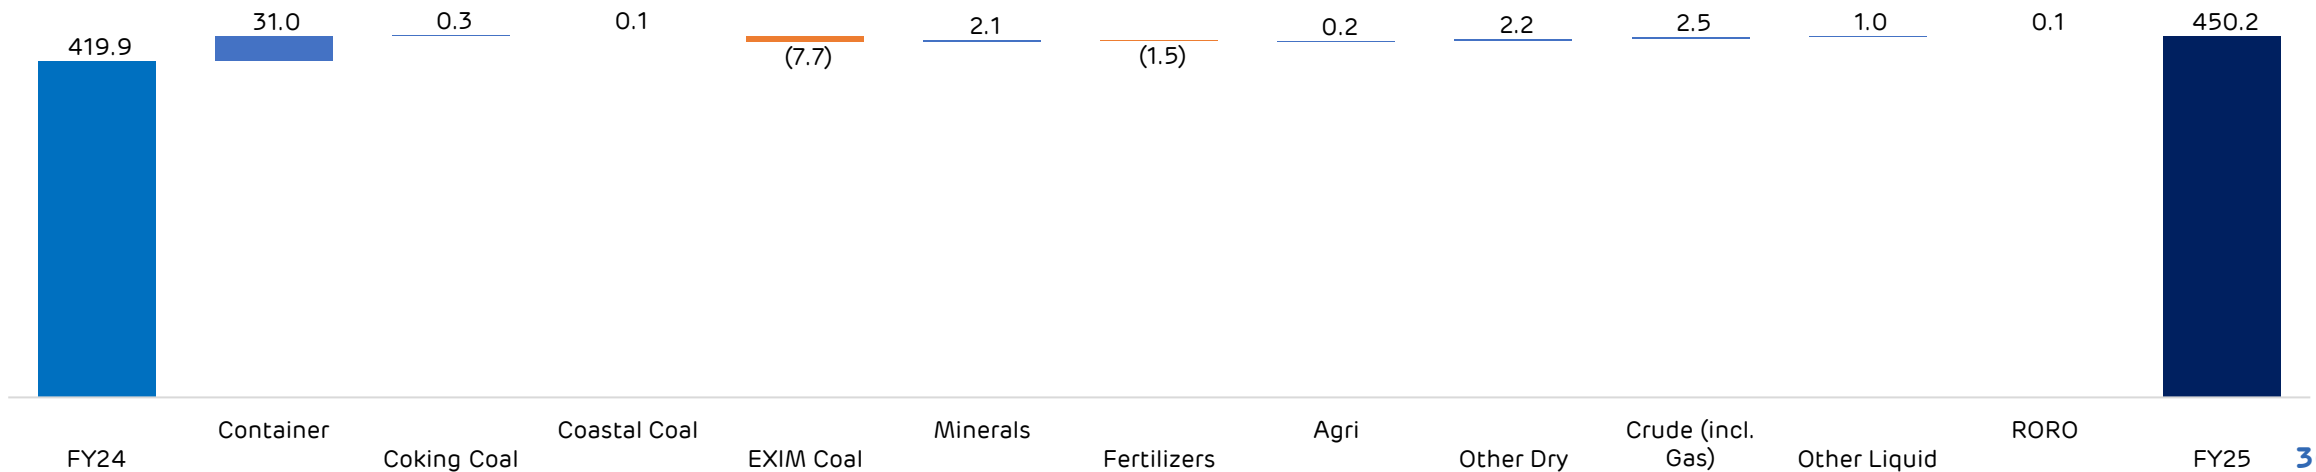 419.9
31.0
0.3
0.1
(7.7)
2.1
(1.5)
0.2
2.2
2.5
1.0
0.1
450.2
FY24
Container
Coking Coal
Coastal Coal
EXIM Coal
Minerals
Fertilizers
Agri
Other Dry
Crude (incl.
Gas)
Other Liquid
RORO
FY25
3